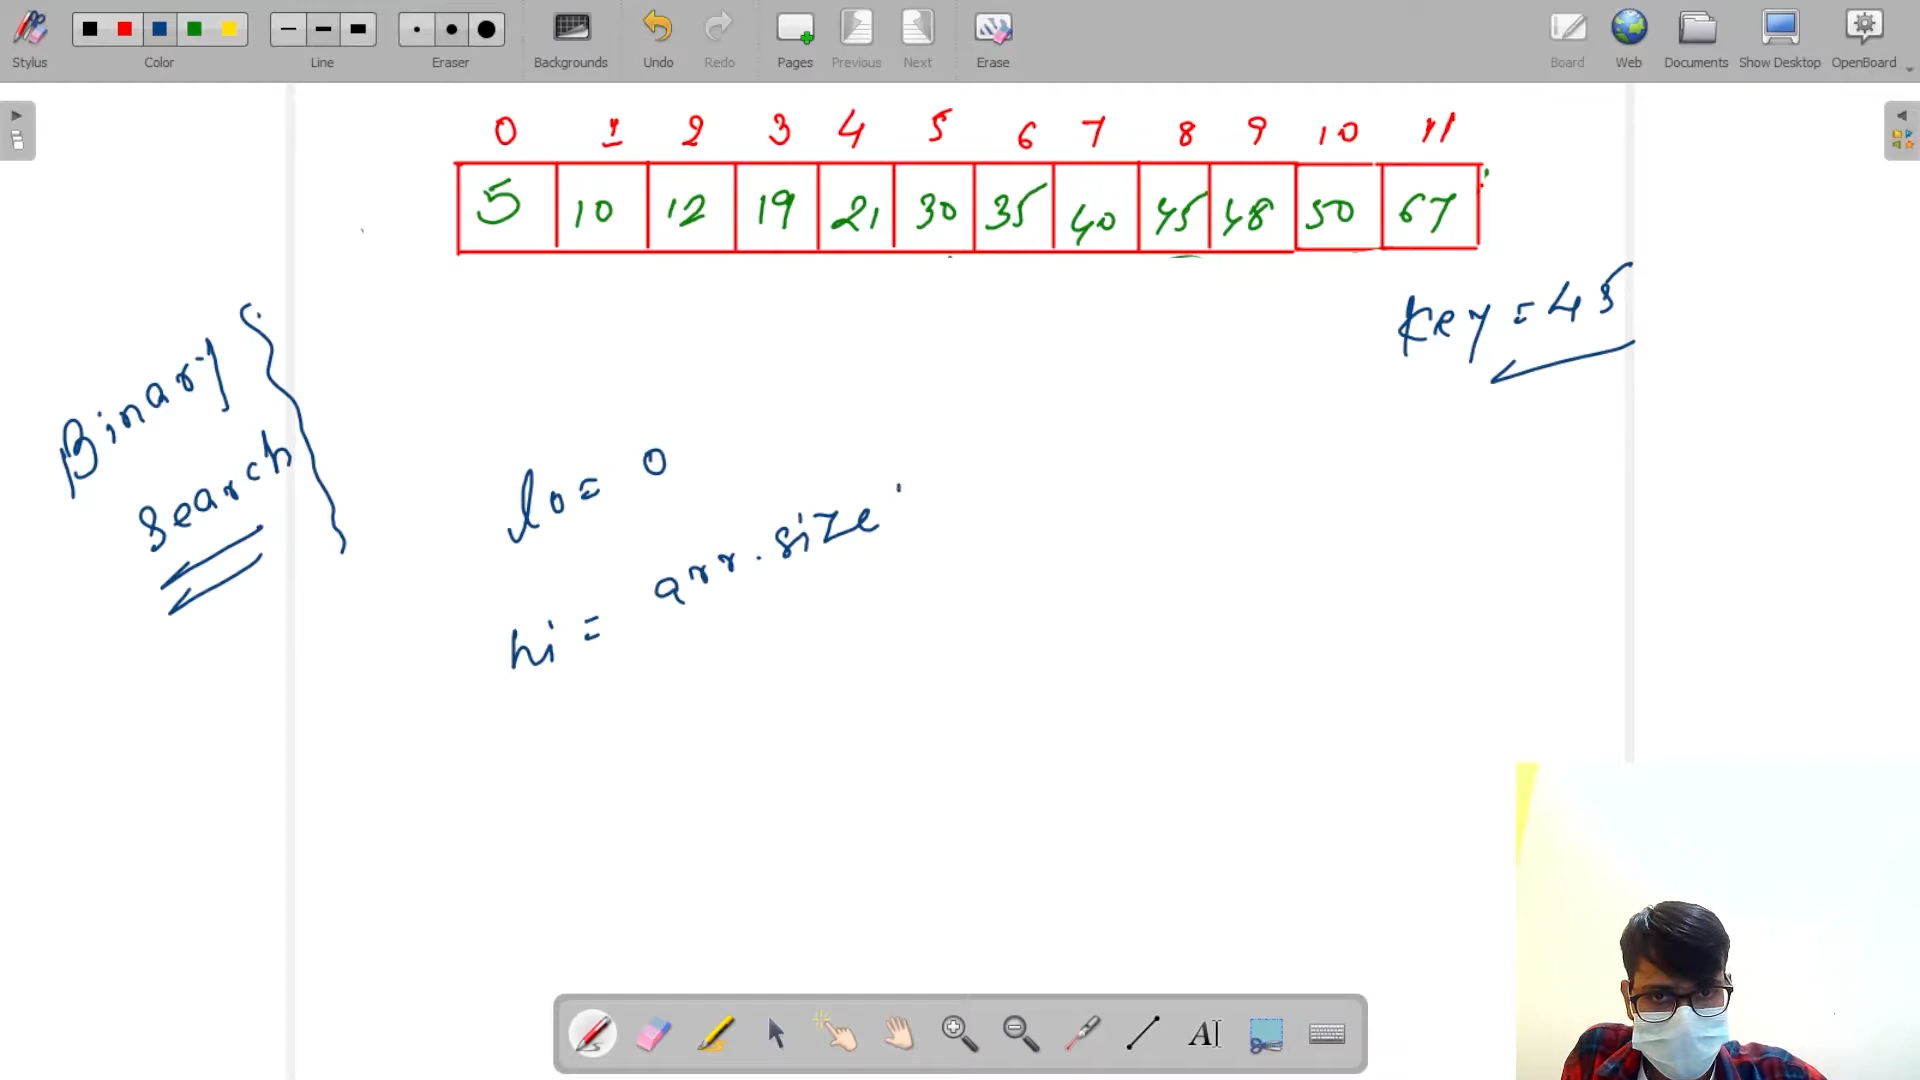 Stylus Color Line Eraser Backgrounds Undo Redo Pages Previous Next Erase Board Web Documents Show Desktop OpenBoard
0 1 2 3 4 5 6 7 8 9 10 11
5 10 12 19 21 30 35 40 45 48 50 67
Key = 45
Binary
Search
lo = 0
hi = arr.size